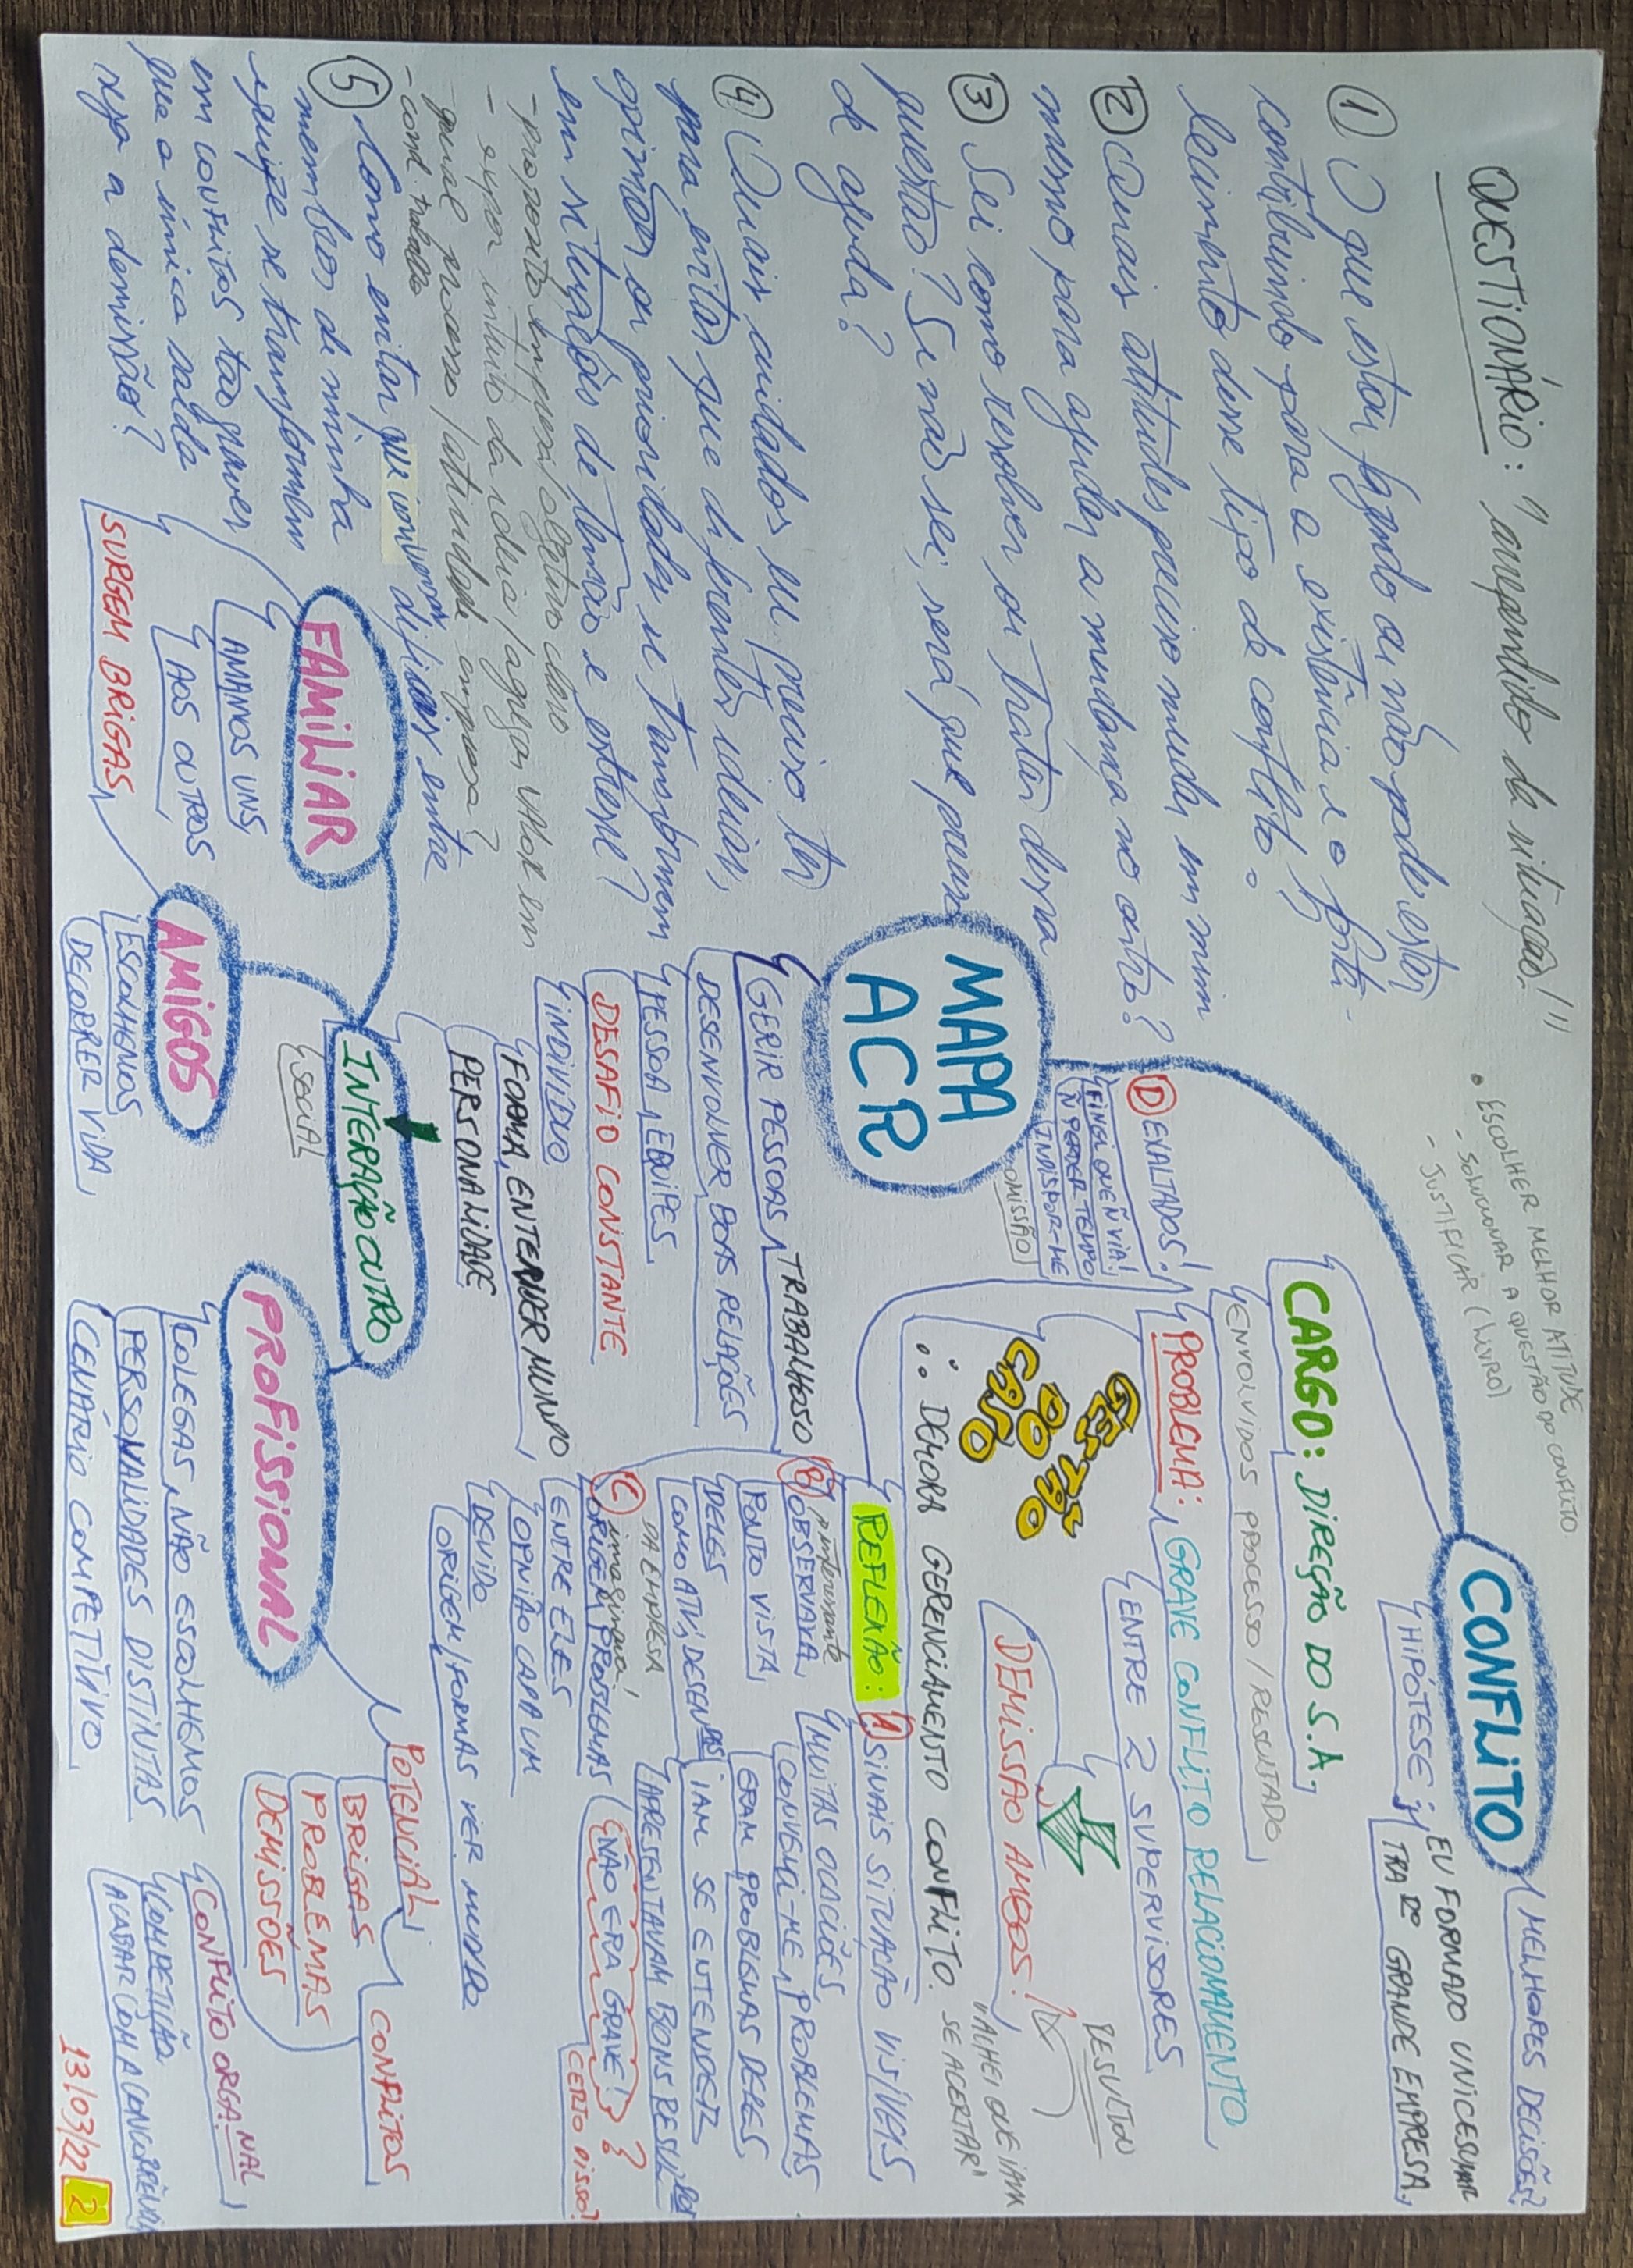 QUESTIONÁRIO: "arrependido da situação!"
① O que estou fazendo ou não pode estar
contribuindo para a existência e o forta-
lecimento desse tipo de conflito?
② Quais atitudes preciso mudar em mim
mesmo para ajudar a mudança no outro?
③ Sei como resolver ou tratar dessa
questão? Se não sei, será que preciso
de ajuda?
④ Quais cuidados eu preciso ter
para evitar que diferentes ideias,
opiniões ou prioridades se transformem
em situações de tensão e estresse?
- proposito empresa/objetivo claro
- expor intuito da ideia/agregar VALOR em
qual processo/atividade empresa?
- cond. trabalho
⑤ Como evitar que conversas difíceis entre
membros de minha
equipe se transformem
em CONFLITOS tão graves
que a única saída
seja a demissão?
• ESCOLHER MELHOR ATITUDE
- SOLUCIONAR A QUESTÃO DO CONFLITO
- JUSTIFICAR (LIVRO)
CONFLITO
MELHORES DECISÕES?
HIPÓTESE:
EU FORMADO UNICESUMAR
TRA DO GRANDE EMPRESA.
CARGO: DIREÇÃO DO S.A.
ENVOLVIDOS PROCESSO/RESULTADO
PROBLEMA: GRAVE CONFLITO RELACIONAMENTO
ENTRE 2 SUPERVISORES
RESULTOU
DEMISSÃO AMBOS!
"ACHEI QUE IAM
SE ACERTAR"
GESTÃO
DO
CASO
∴ DEMORA GERENCIAMENTO CONFLITO.
D EXALTADOS!
FINGI QUE Ñ VIA!
Ñ PERDER TEMPO
INDISPOR-ME
OMISSÃO
REFLEXÃO:
A SINAIS SITUAÇÃO VISÍVEIS
MUITAS OCACIÕES
CONVENCI-ME, PROBLEMAS
ERAM PROBLEMAS DELES
IAM SE ENTENDER
APRESENTAVAM BONS RESUL DOS
NÃO ERA GRAVE! ?
CERTO DISSO?
B interessante
OBSERVAVA
PONTO VISTA
DELES
COMO ATV,S DESEN DAS
DA EMPRESA
C imaginava!
ORIGEM PROBLEMAS
ENTRE ELES
OPNIÃO CADA UM
DEVIDO
ORIGEM/FORMAS VER MUNDO
MAPA
ACR
GERIR PESSOAS TRABALHOSO
DESENVOLVER BOAS RELAÇÕES
PESSOA, EQUIPES
DESAFIO CONSTANTE
INDIVÍDUO
FORMA, ENTENDER MUNDO
PERSONALIDADE
INTERAÇÃO OUTRO
SOCIAL
FAMILIAR
AMAMOS UNS
AOS OUTROS
SURGEM BRIGAS
AMIGOS
ESCOLHEMOS
DECORRER VIDA
PROFISSIONAL
COLEGAS, NÃO ESCOLHEMOS
PERSONALIDADES DISTINTAS
CENÁRIO COMPETITIVO
POTENCIAL
CONFLITOS
BRIGAS
PROBLEMAS
DEMISSÕES
CONFLITO ORGA.NAL
COMPETIÇÃO
ACABAR COM A CONCORRÊNCIA
13/03/22 2